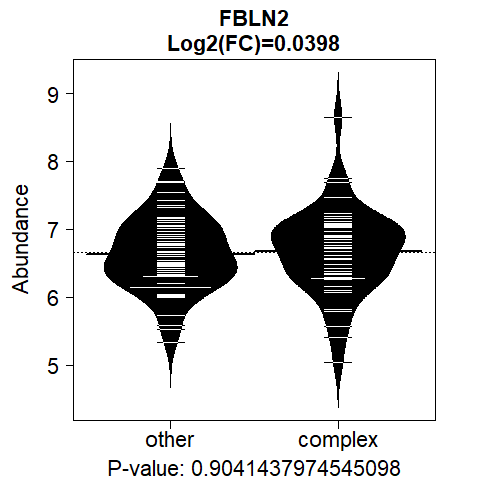 FBLN2
Log2(FC)=0.0398
Abundance
9
8
7
6
5
other complex
P-value: 0.9041437974545098